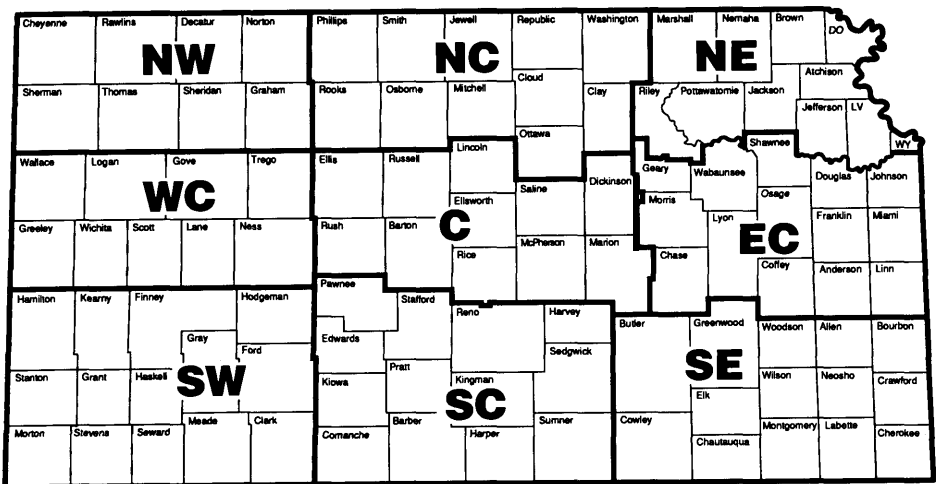 Cheyenne Rawlins Decatur Norton Phillips Smith Jewell Republic Washington Marshall Nemaha Brown DO
NW NC NE
Cloud Atchison
Sherman Thomas Sheridan Graham Rooks Osborne Mitchell Clay Riley Pottawatomie Jackson
Jefferson LV
Ottawa
Lincoln Shawnee WY
Wallace Logan Gove Trego Ellis Russell
Geary Wabaunsee Douglas Johnson
Saline Dickinson
WC
Ellsworth Morris Osage
C
Greeley Wichita Scott Lane Ness Rush Barton Lyon Franklin Miami
EC
McPherson Marion
Rice Chase Coffey Anderson Linn
Pawnee
Hamilton Kearny Finney Hodgeman Stafford
Reno Harvey Butler Greenwood Woodson Allen Bourbon
Gray Edwards
Ford Sedgwick
SE
Pratt
Stanton Grant Haskell Kiowa Kingman Wilson Neosho Crawford
SW
Elk
SC
Meade Clark Barber Sumner Cowley Montgomery Labette
Morton Stevens Seward Comanche Harper Chautauqua Cherokee